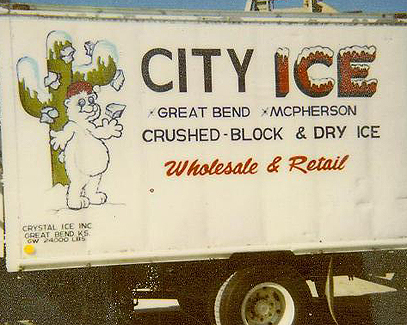 CITY ICE
*GREAT BEND *MCPHERSON
CRUSHED-BLOCK & DRY ICE
Wholesale & Retail
CRYSTAL ICE INC
GREAT BEND, KS.
GW 24000 LBS.